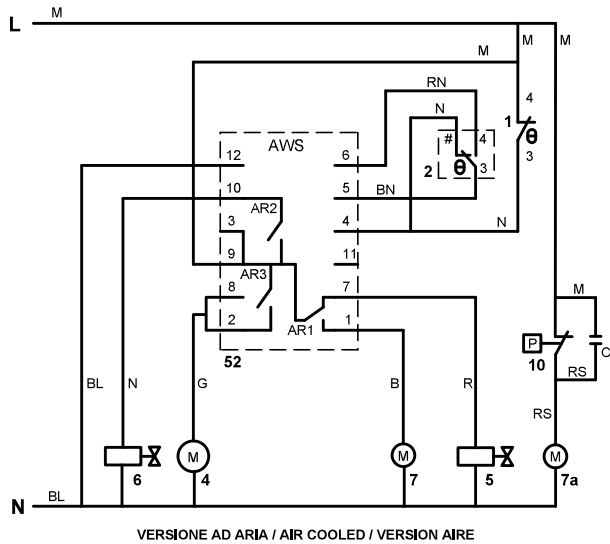 L M
M M M
RN 4
N 1 θ
AWS # 4
12 6 2 θ 3 3
10 5 BN
AR2
3 4 N
9 11
AR3
8 7 M
2 AR1 1
P
52 10 C
RS
BL N G B R
RS
M M M
6 4 7 5 7a
N BL
VERSIONE AD ARIA / AIR COOLED / VERSION AIRE